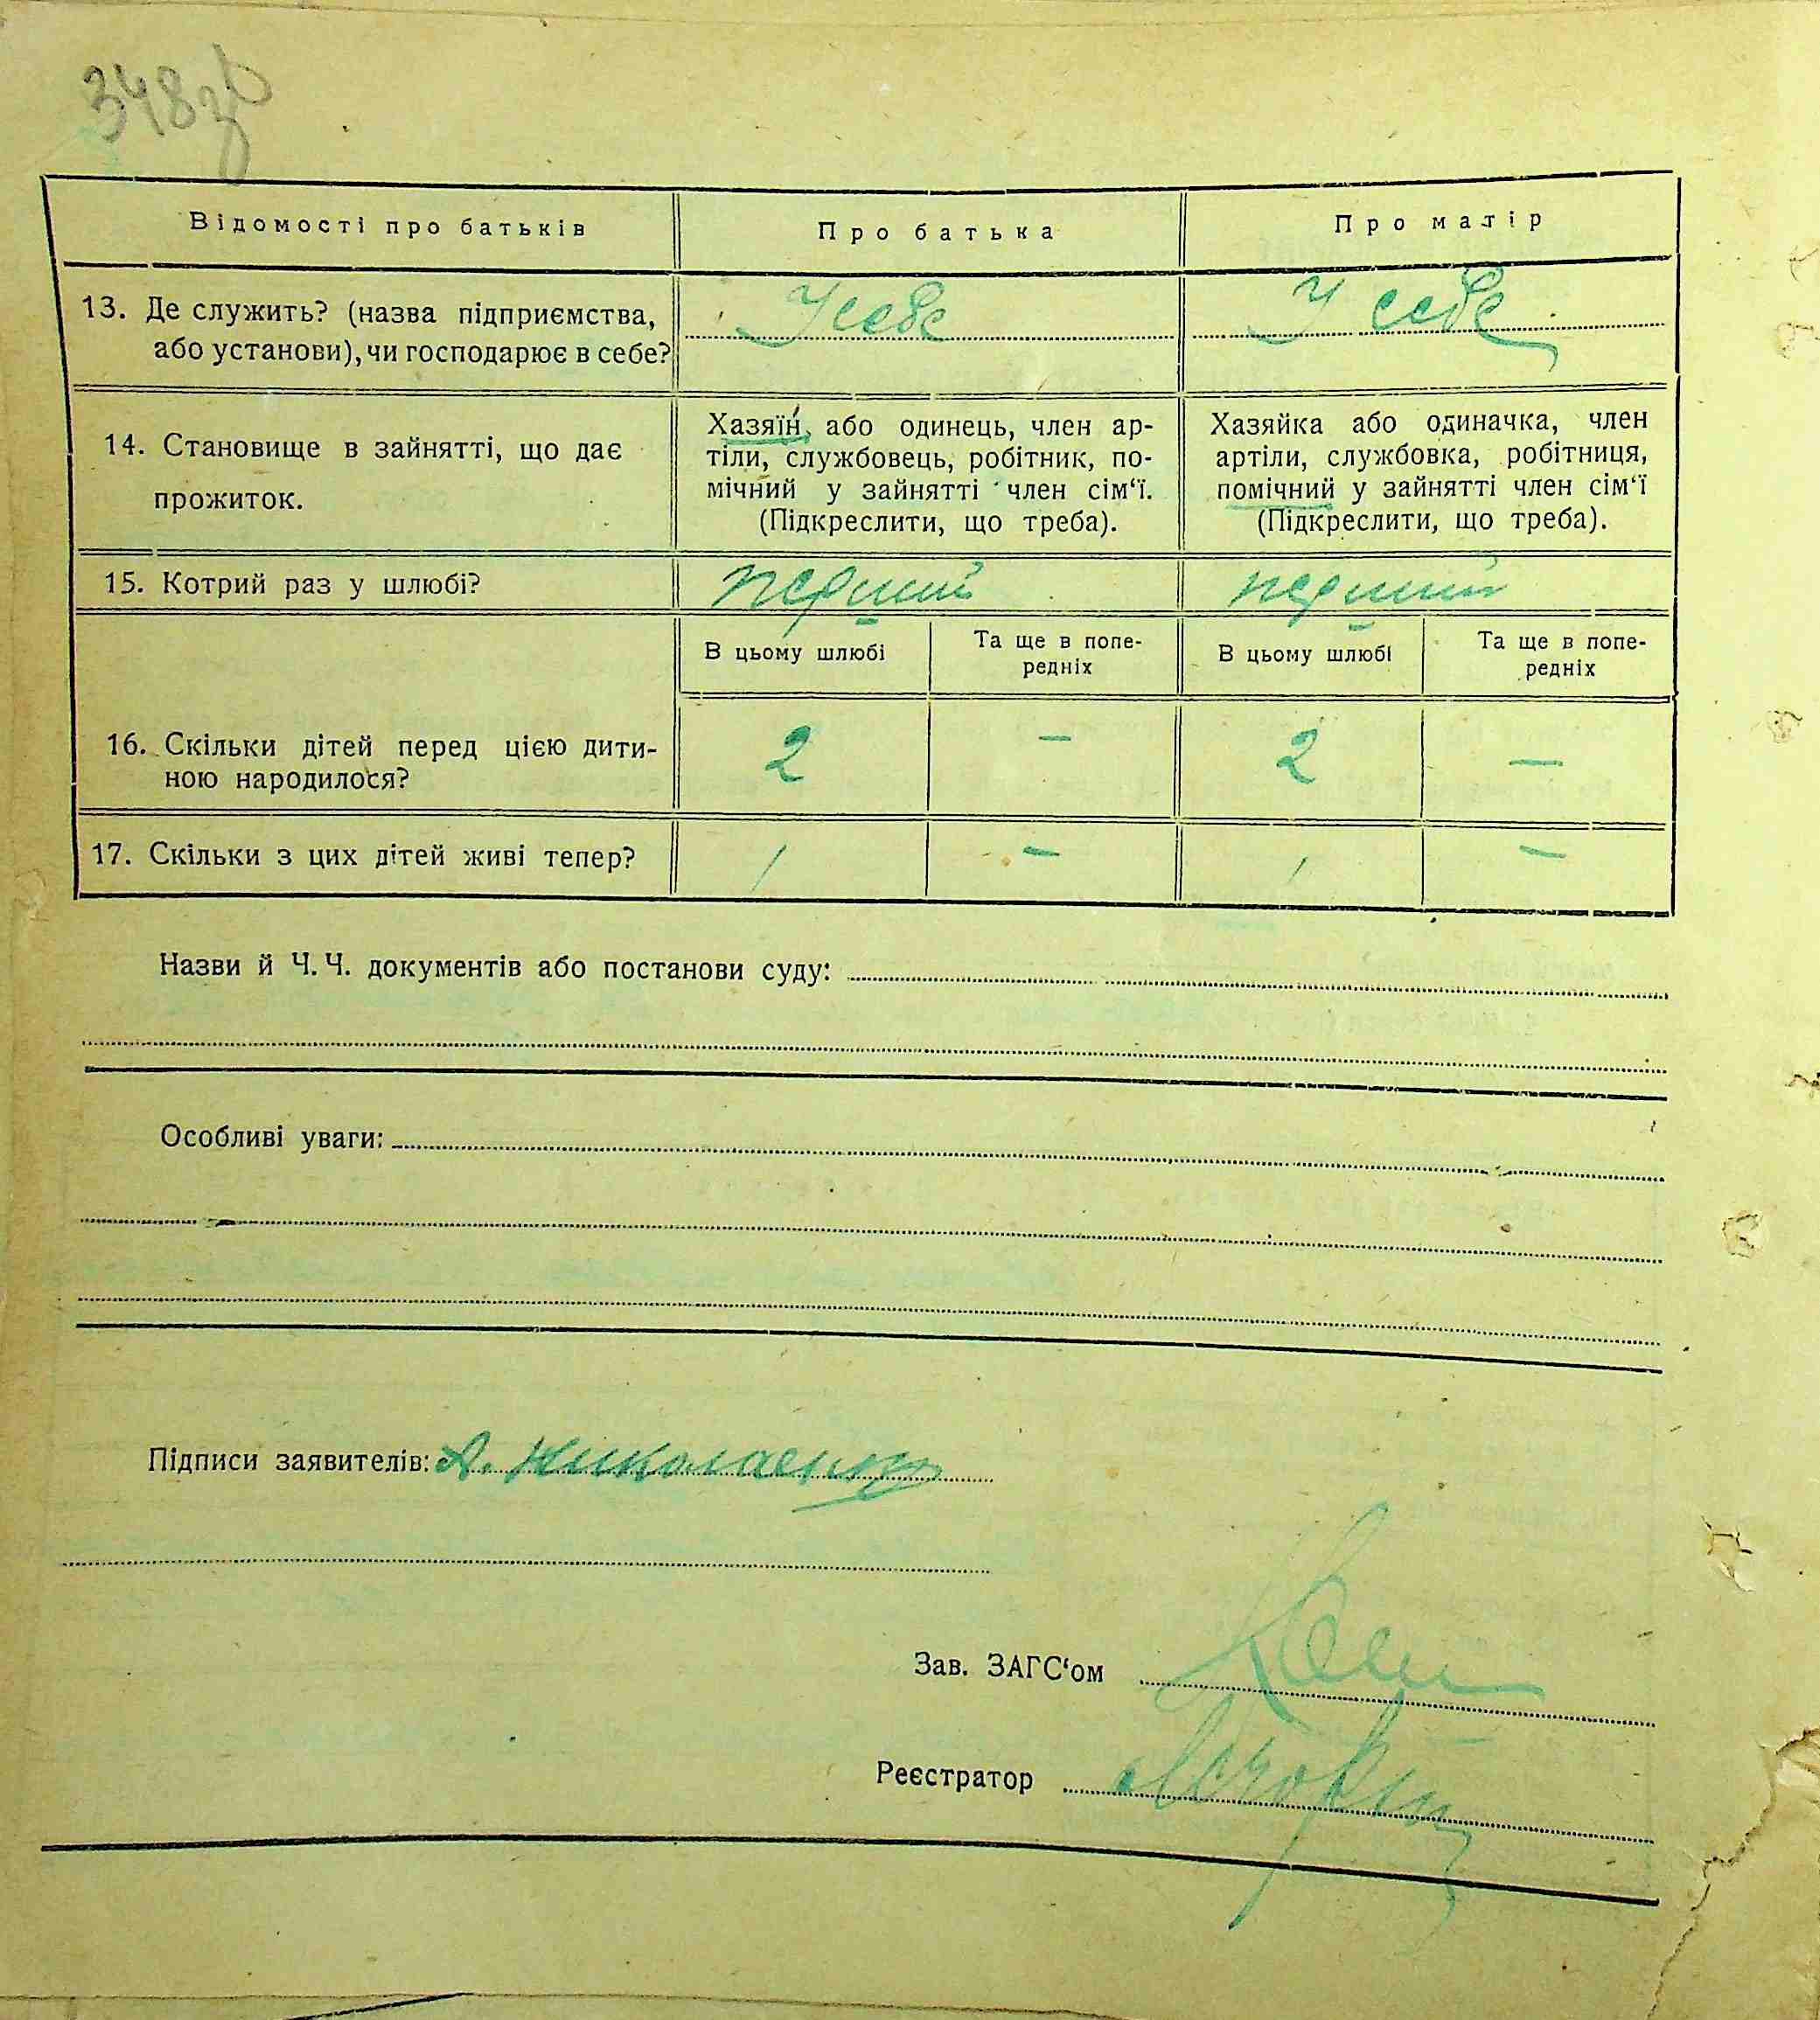 348зв
Відомості про батьків
Про батька
Про матір
13. Де служить? (назва підприємства,
або установи), чи господарює в себе?
У себе
У себе
14. Становище в зайнятті, що дає
прожиток.
Хазяїн, або одинець, член ар-
тіли, службовець, робітник, по-
мічний у зайнятті член сім‘ї.
(Підкреслити, що треба).
Хазяйка або одиначка, член
артіли, службовка, робітниця,
помічний у зайнятті член сім‘ї
(Підкреслити, що треба).
15. Котрий раз у шлюбі?
перший
перший
В цьому шлюбі
Та ще в попе-
редніх
В цьому шлюбі
Та ще в попе-
редніх
16. Скільки дітей перед цією дити-
ною народилося?
2
—
2
—
17. Скільки з цих дітей живі тепер?
1
—
1
—
Назви й Ч.Ч. документів або постанови суду:
Особливі уваги:
Підписи заявителів: А. Николаенко
Зав. ЗАГС‘ом
Реєстратор